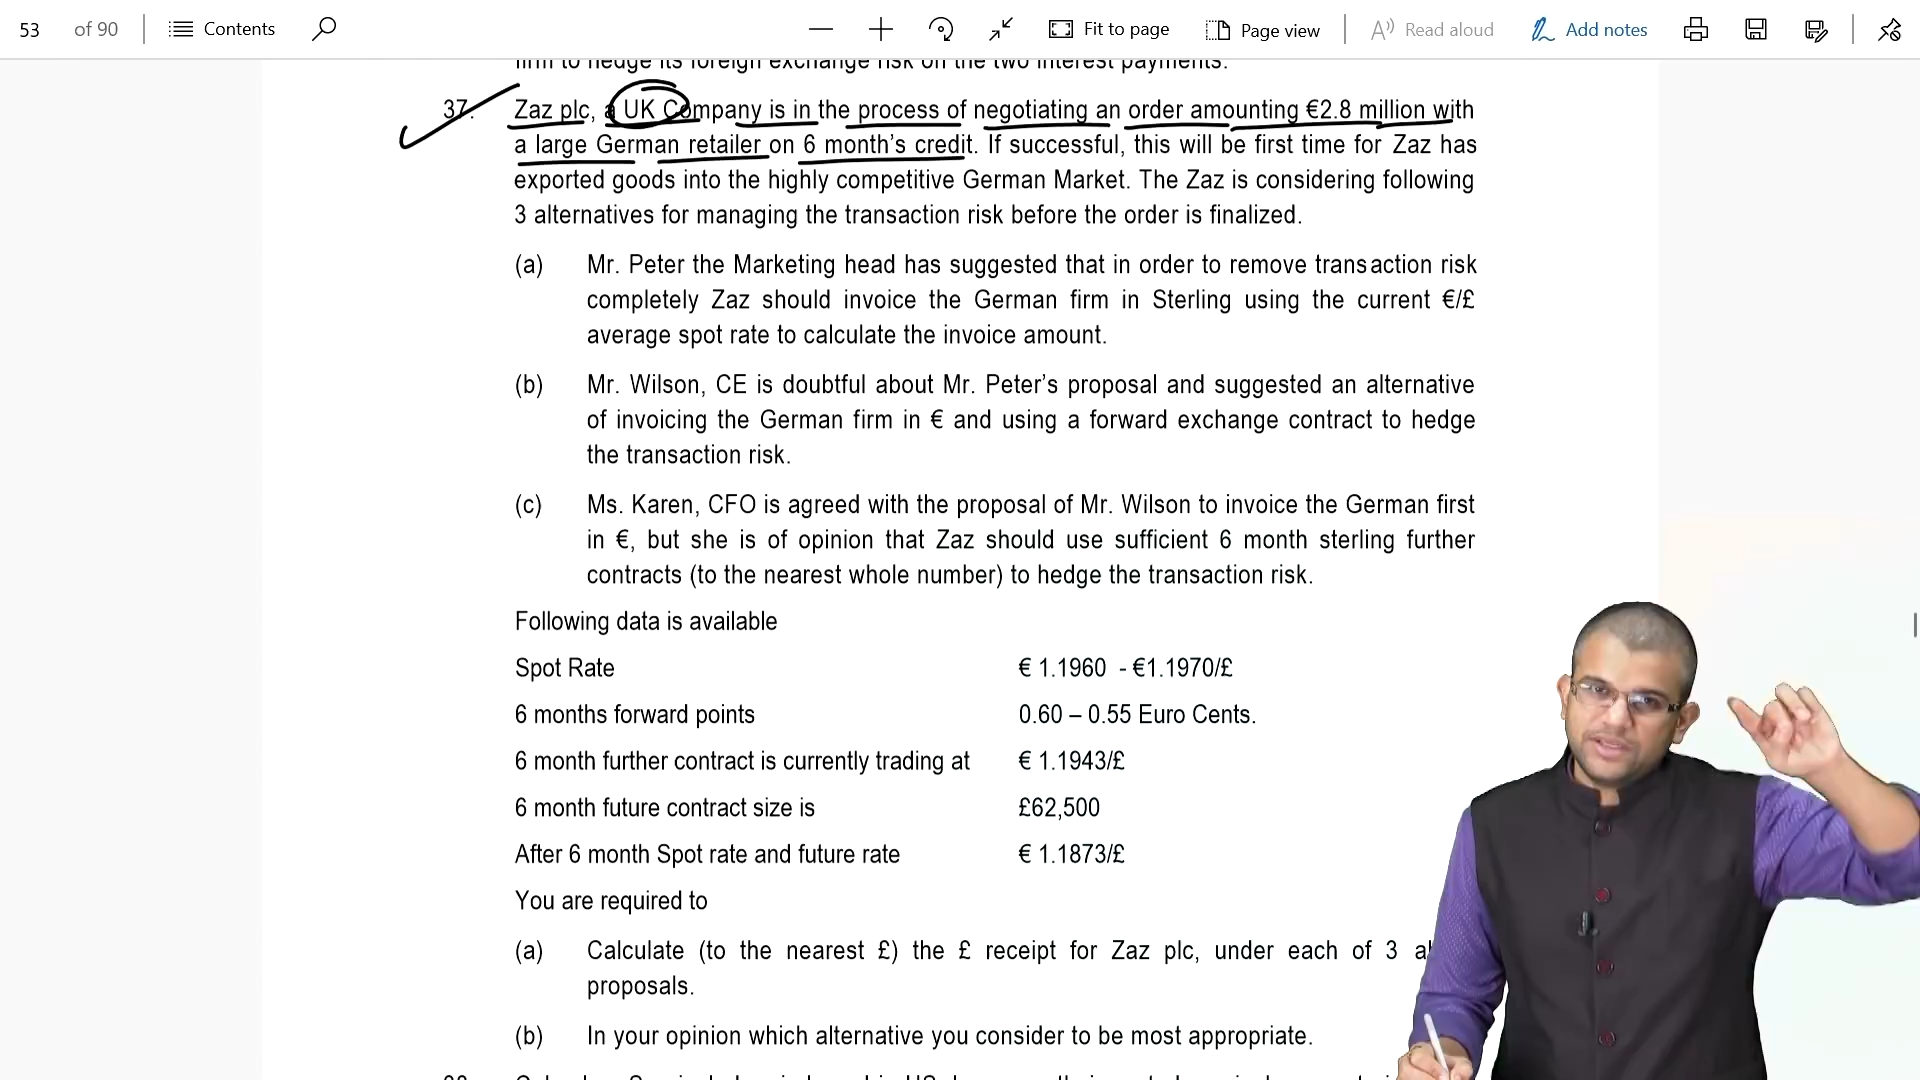 53 of 90 Contents Fit to page Page view Read aloud Add notes
firm to hedge its foreign exchange risk on the two interest payments.
37. Zaz plc, a UK Company is in the process of negotiating an order amounting €2.8 million with
a large German retailer on 6 month's credit. If successful, this will be first time for Zaz has
exported goods into the highly competitive German Market. The Zaz is considering following
3 alternatives for managing the transaction risk before the order is finalized.
(a) Mr. Peter the Marketing head has suggested that in order to remove transaction risk
completely Zaz should invoice the German firm in Sterling using the current €/£
average spot rate to calculate the invoice amount.
(b) Mr. Wilson, CE is doubtful about Mr. Peter's proposal and suggested an alternative
of invoicing the German firm in € and using a forward exchange contract to hedge
the transaction risk.
(c) Ms. Karen, CFO is agreed with the proposal of Mr. Wilson to invoice the German first
in €, but she is of opinion that Zaz should use sufficient 6 month sterling further
contracts (to the nearest whole number) to hedge the transaction risk.
Following data is available
Spot Rate € 1.1960 - €1.1970/£
6 months forward points 0.60 – 0.55 Euro Cents.
6 month further contract is currently trading at € 1.1943/£
6 month future contract size is £62,500
After 6 month Spot rate and future rate € 1.1873/£
You are required to
(a) Calculate (to the nearest £) the £ receipt for Zaz plc, under each of 3
proposals.
(b) In your opinion which alternative you consider to be most appropriate.